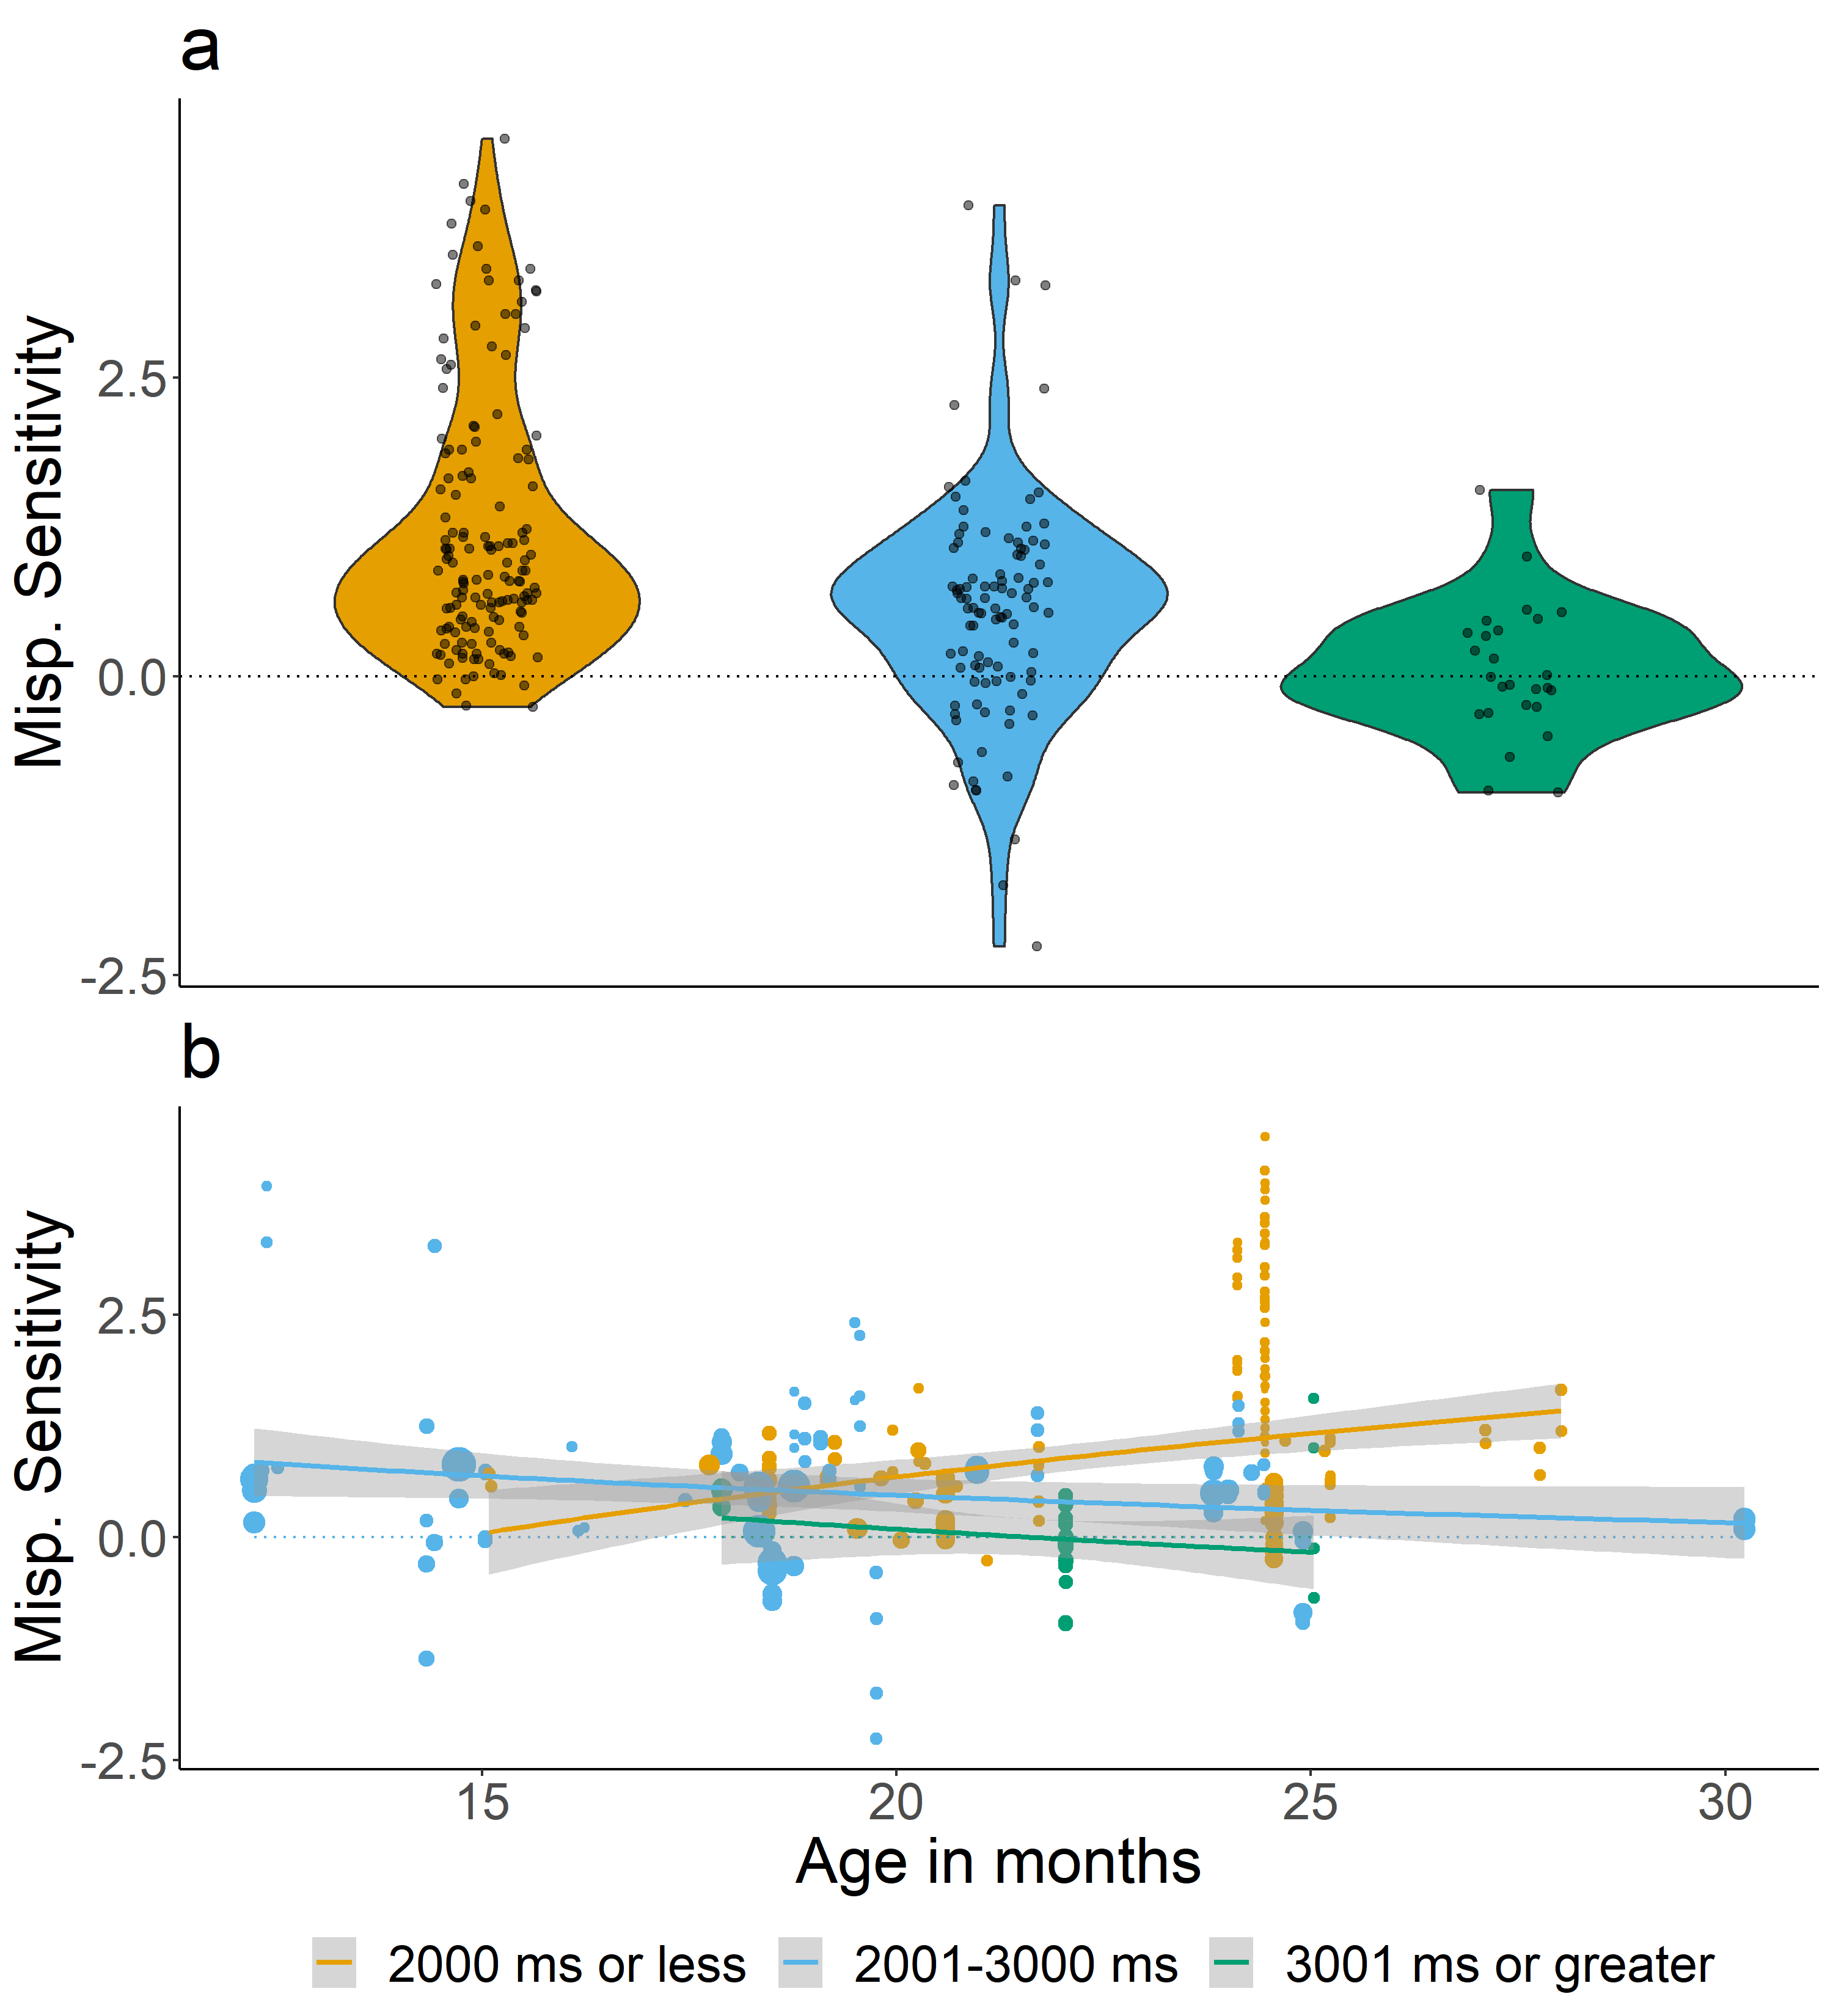 a
Misp. Sensitivity
2.5
0.0
-2.5
b
Misp. Sensitivity
2.5
0.0
-2.5
15 20 25 30
Age in months
2000 ms or less 2001-3000 ms 3001 ms or greater